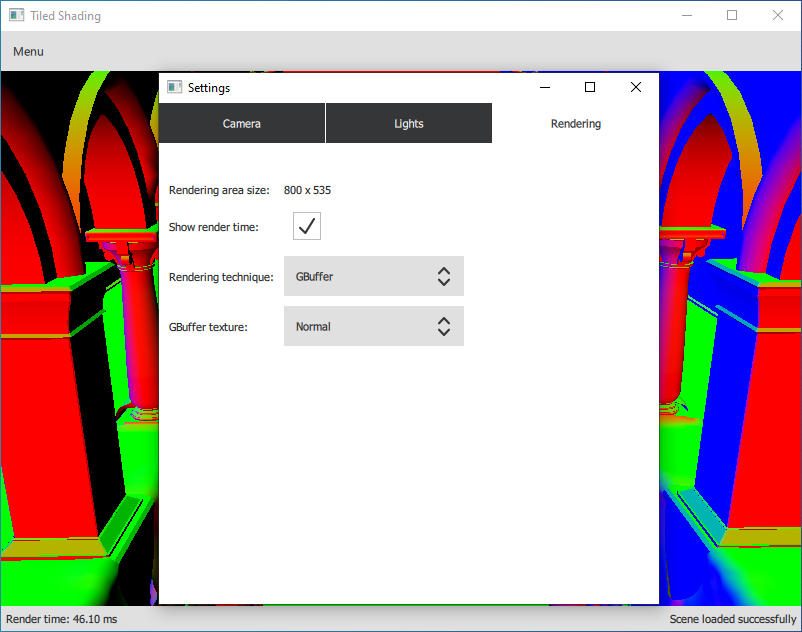 Tiled Shading
Menu
Settings
Camera Lights Rendering
Rendering area size: 800 x 535
Show render time:
Rendering technique: GBuffer
GBuffer texture: Normal
Render time: 46.10 ms Scene loaded successfully